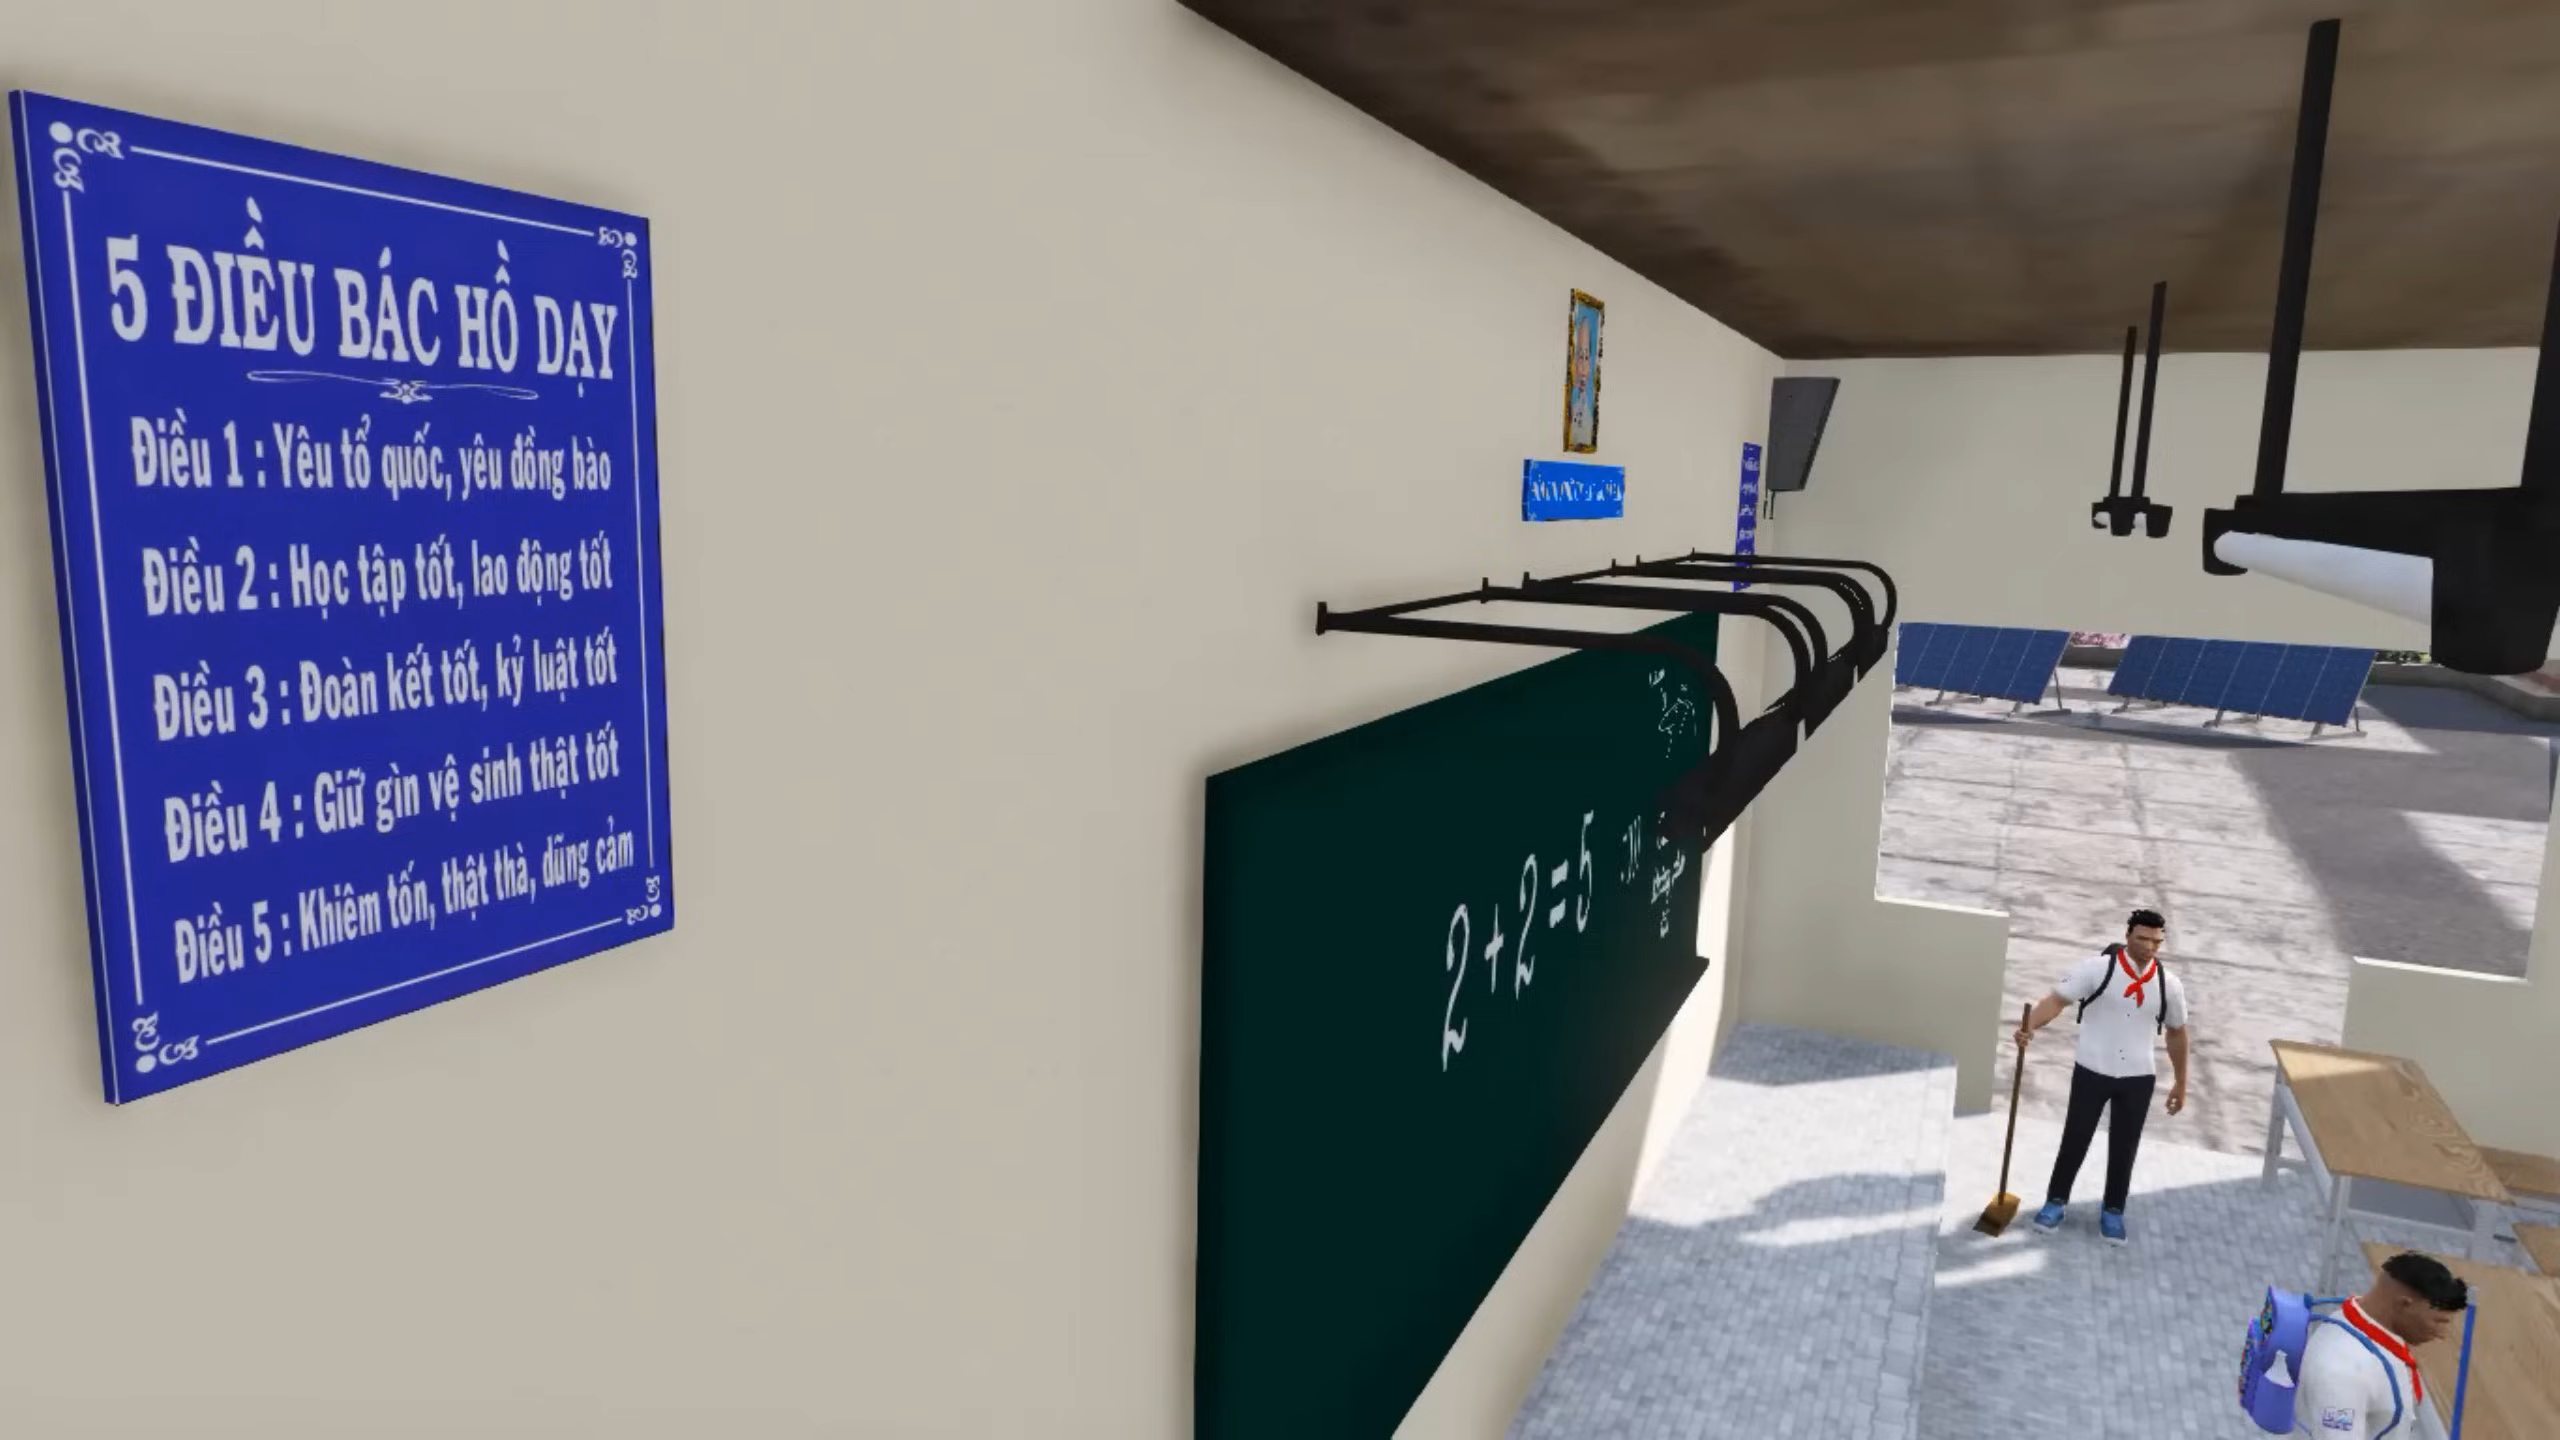 5 ĐIỀU BÁC HỒ DẠY
Điều 1 : Yêu tổ quốc, yêu đồng bào
Điều 2 : Học tập tốt, lao động tốt
Điều 3 : Đoàn kết tốt, kỷ luật tốt
Điều 4 : Giữ gìn vệ sinh thật tốt
Điều 5 : Khiêm tốn, thật thà, dũng cảm
2 + 2 = 5